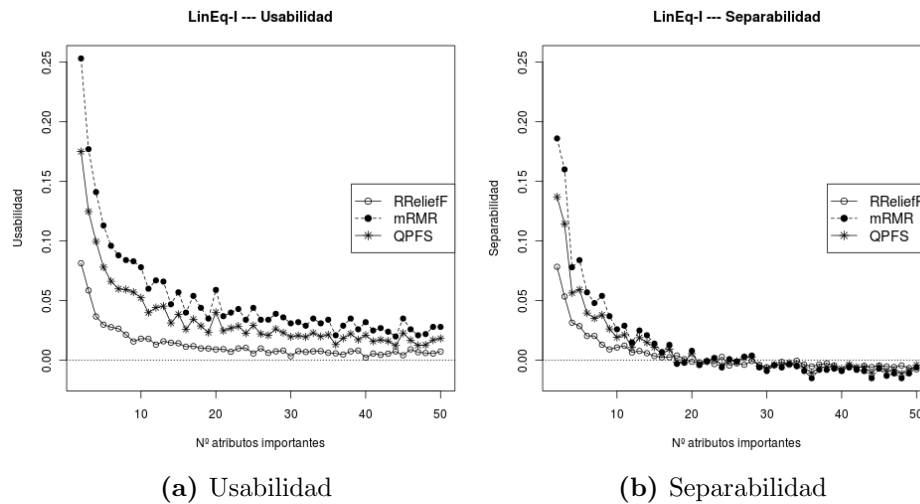 LinEq-I --- Usabilidad
Usabilidad
0.25
0.20
0.15
0.10
0.05
0.00
RReliefF
mRMR
QPFS
10 20 30 40 50
Nº atributos importantes
(a) Usabilidad
LinEq-I --- Separabilidad
Separabilidad
0.25
0.20
0.15
0.10
0.05
0.00
RReliefF
mRMR
QPFS
10 20 30 40 50
Nº atributos importantes
(b) Separabilidad